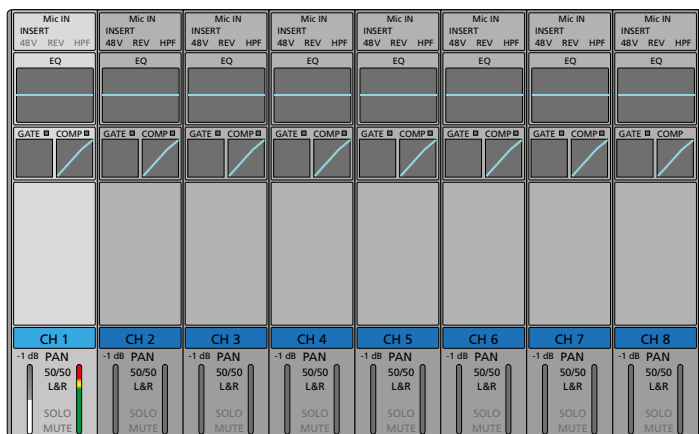 Mic IN Mic IN Mic IN Mic IN Mic IN Mic IN Mic IN Mic IN
INSERT INSERT INSERT INSERT INSERT INSERT INSERT INSERT
48V REV HPF 48V REV HPF 48V REV HPF 48V REV HPF 48V REV HPF 48V REV HPF 48V REV HPF 48V REV HPF
EQ EQ EQ EQ EQ EQ EQ EQ
GATE COMP GATE COMP GATE COMP GATE COMP GATE COMP GATE COMP GATE COMP GATE COMP
CH 1 CH 2 CH 3 CH 4 CH 5 CH 6 CH 7 CH 8
-1 dB PAN -1 dB PAN -1 dB PAN -1 dB PAN -1 dB PAN -1 dB PAN -1 dB PAN -1 dB PAN
50/50 50/50 50/50 50/50 50/50 50/50 50/50 50/50
L&R L&R L&R L&R L&R L&R L&R L&R
SOLO SOLO SOLO SOLO SOLO SOLO SOLO SOLO
MUTE MUTE MUTE MUTE MUTE MUTE MUTE MUTE